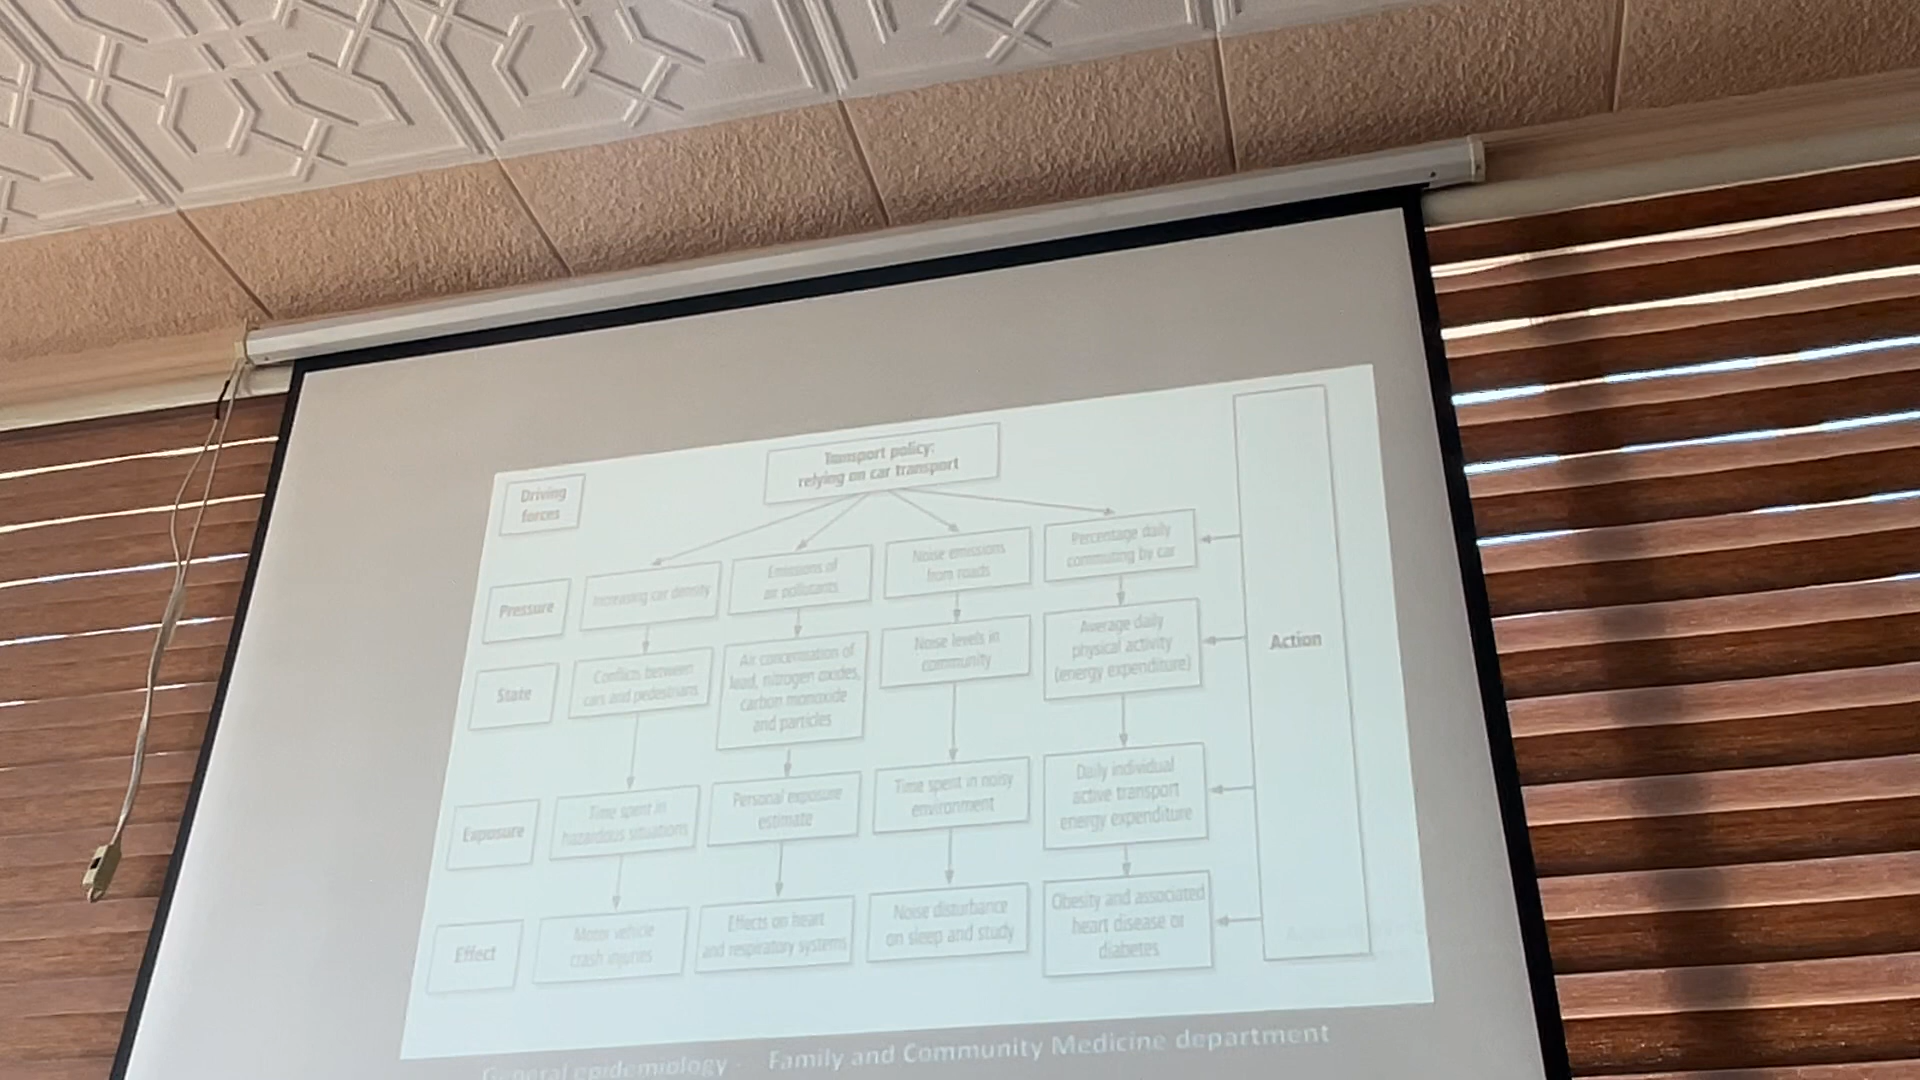 Transport policy:
relying on car transport
Driving
forces
Pressure
Increasing car density
Emissions of
air pollutants
Noise emissions
from roads
Percentage daily
commuting by car
State
Conflicts between
cars and pedestrians
Air concentration of
lead, nitrogen oxides,
carbon monoxide
and particles
Noise levels in
community
Average daily
physical activity
(energy expenditure)
Action
Exposure
Time spent in
hazardous situations
Personal exposure
estimate
Time spent in noisy
environment
Daily individual
active transport
energy expenditure
Effect
Motor vehicle
crash injuries
Effects on heart
and respiratory systems
Noise disturbance
on sleep and study
Obesity and associated
heart disease or
diabetes
General epidemiology - Family and Community Medicine department